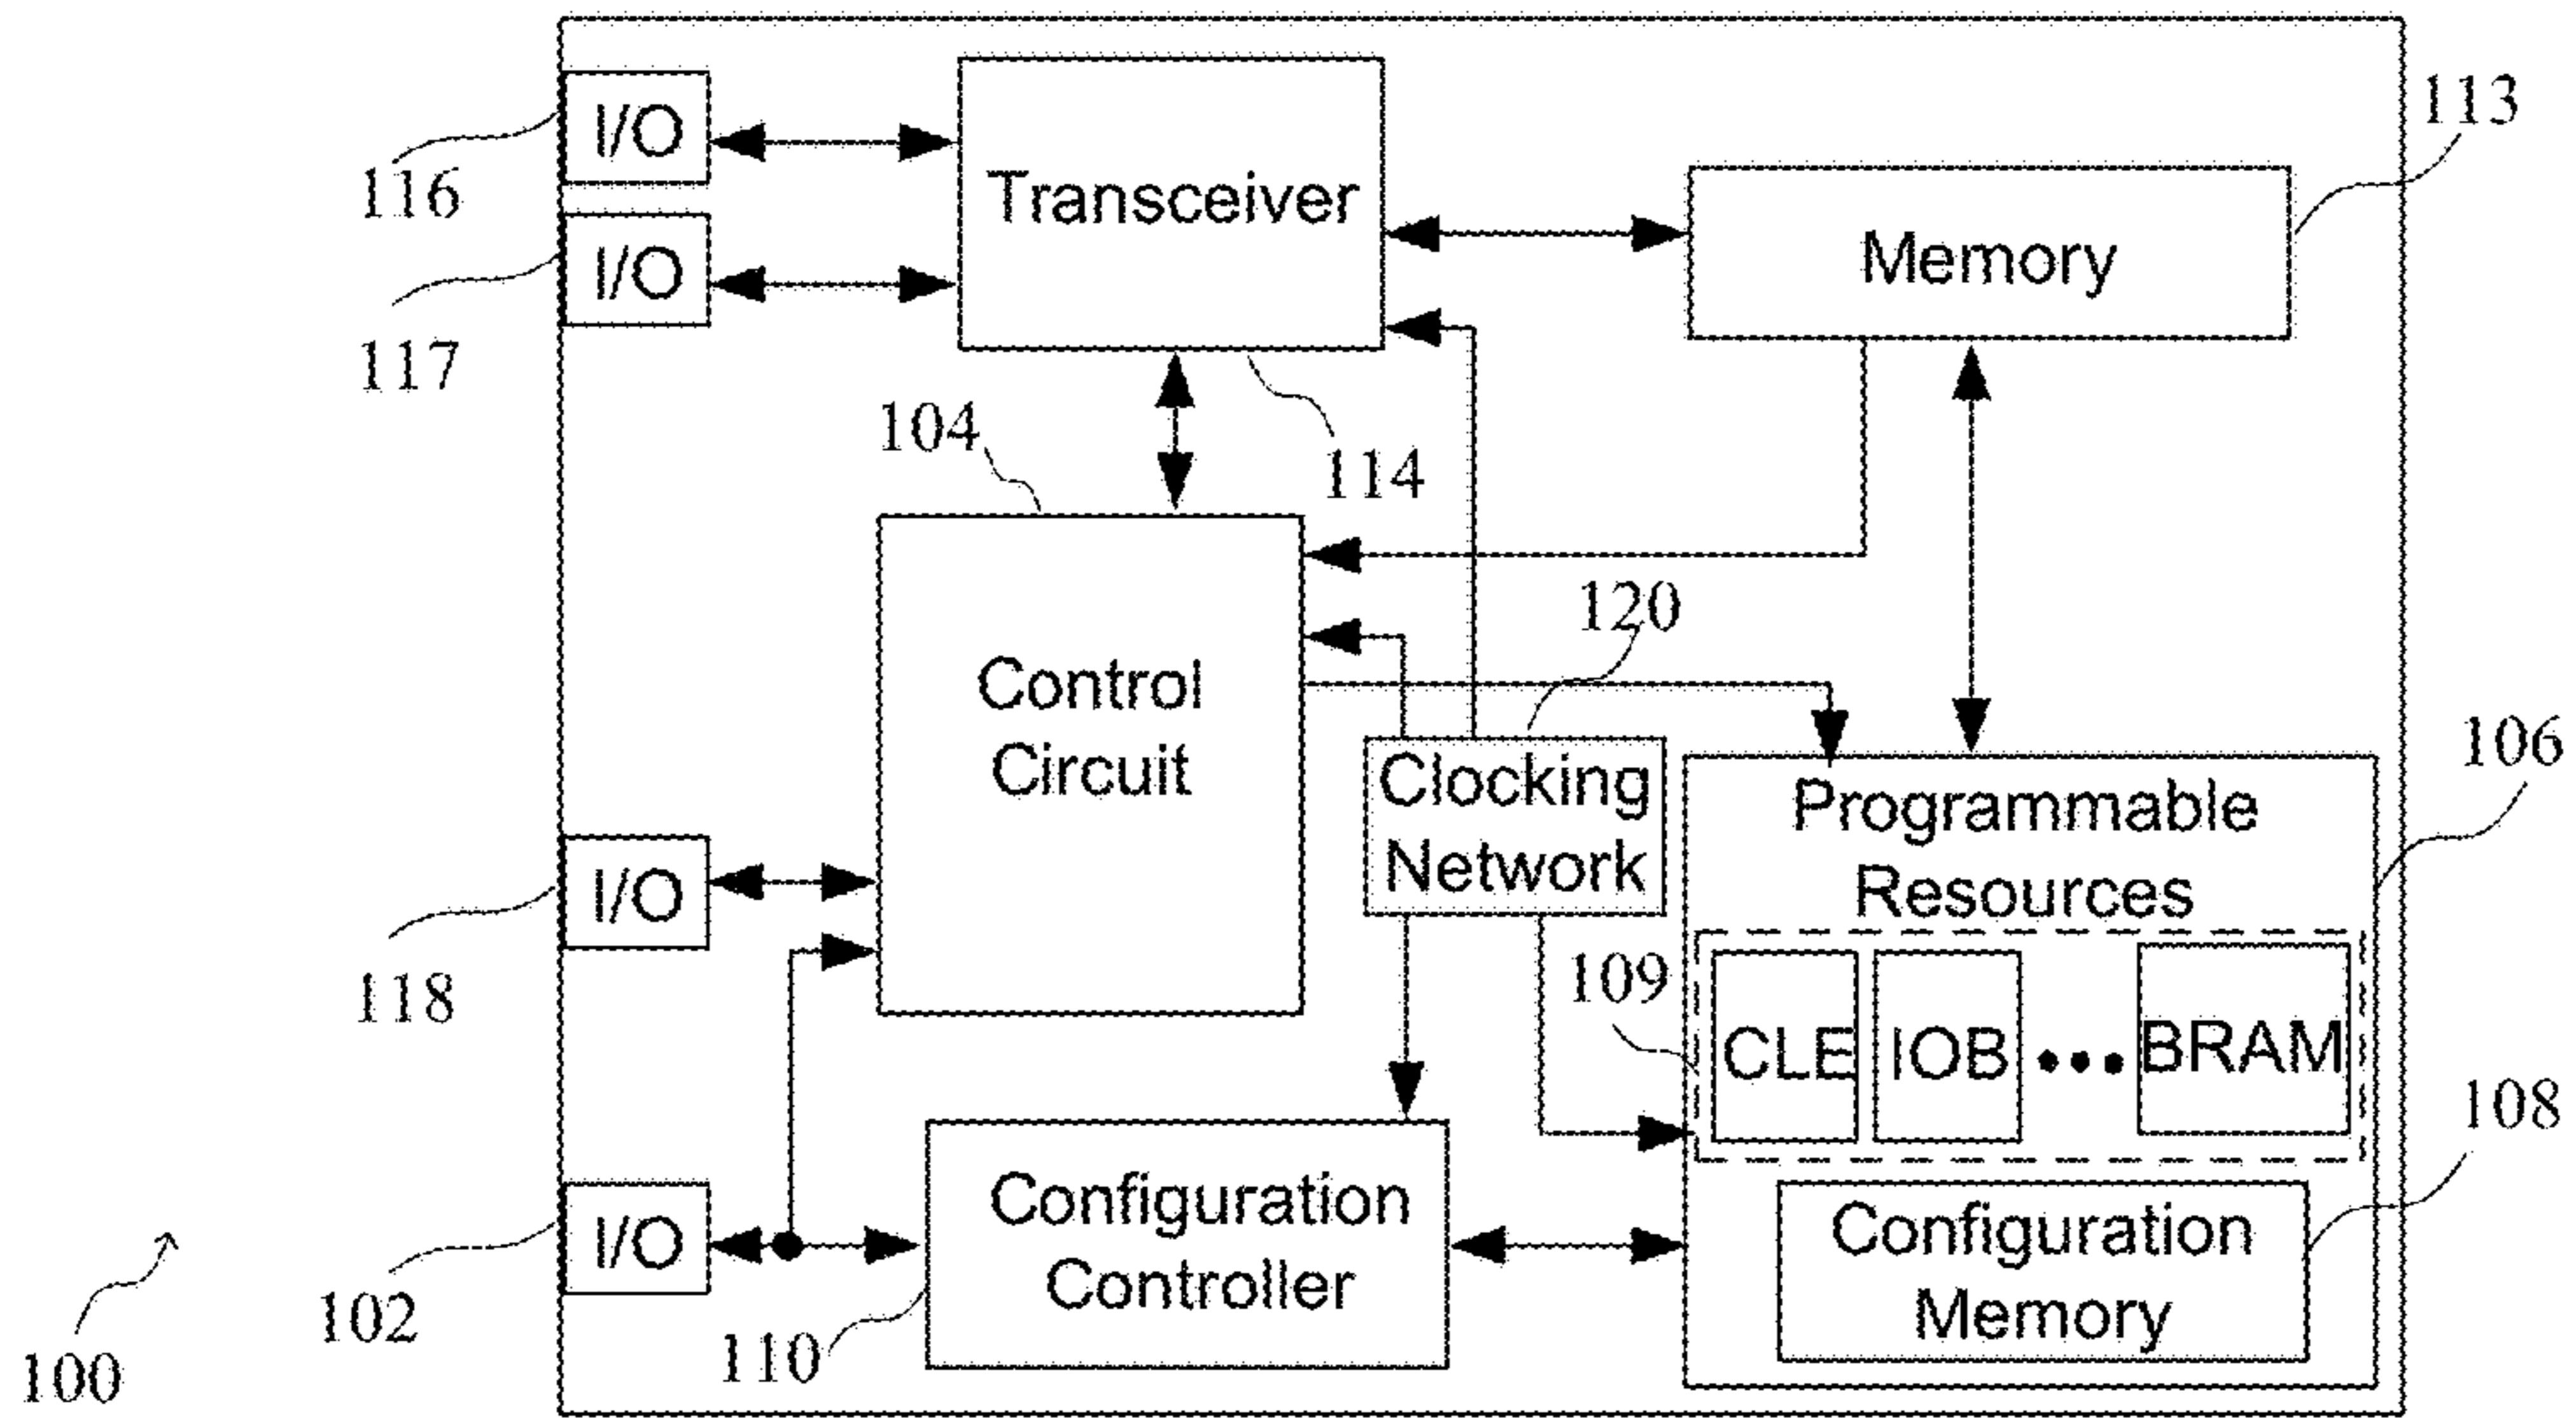 I/O
116
I/O
117
Transceiver
114
Memory
113
104
Control
Circuit
120
Clocking
Network
106
Programmable
Resources
109
CLE IOB ••• BRAM
108
Configuration
Memory
I/O
118
I/O
102
Configuration
Controller
110
100